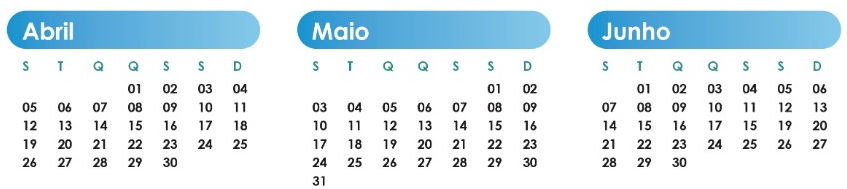 Abril
S T Q Q S S D
01 02 03 04
05 06 07 08 09 10 11
12 13 14 15 16 17 18
19 20 21 22 23 24 25
26 27 28 29 30
Maio
S T Q Q S S D
01 02
03 04 05 06 07 08 09
10 11 12 13 14 15 16
17 18 19 20 21 22 23
24 25 26 27 28 29 30
31
Junho
S T Q Q S S D
01 02 03 04 05 06
07 08 09 10 11 12 13
14 15 16 17 18 19 20
21 22 23 24 25 26 27
28 29 30